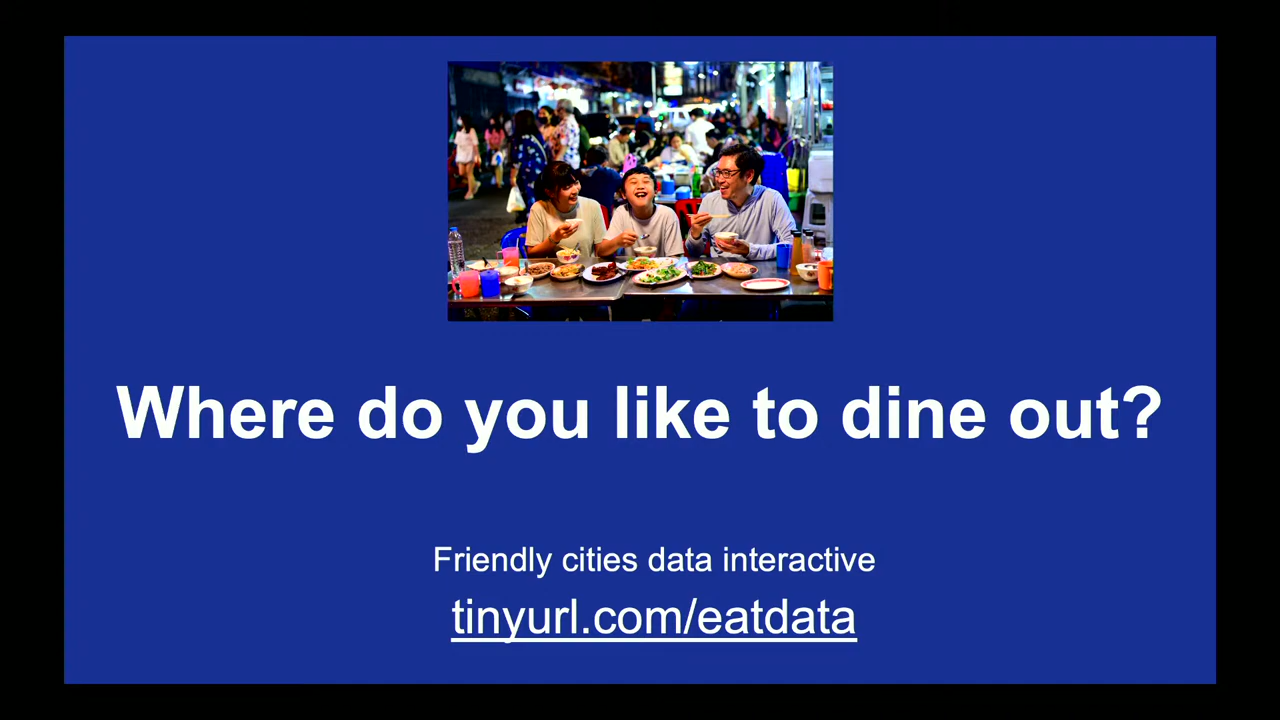 Where do you like to dine out?
Friendly cities data interactive
tinyurl.com/eatdata